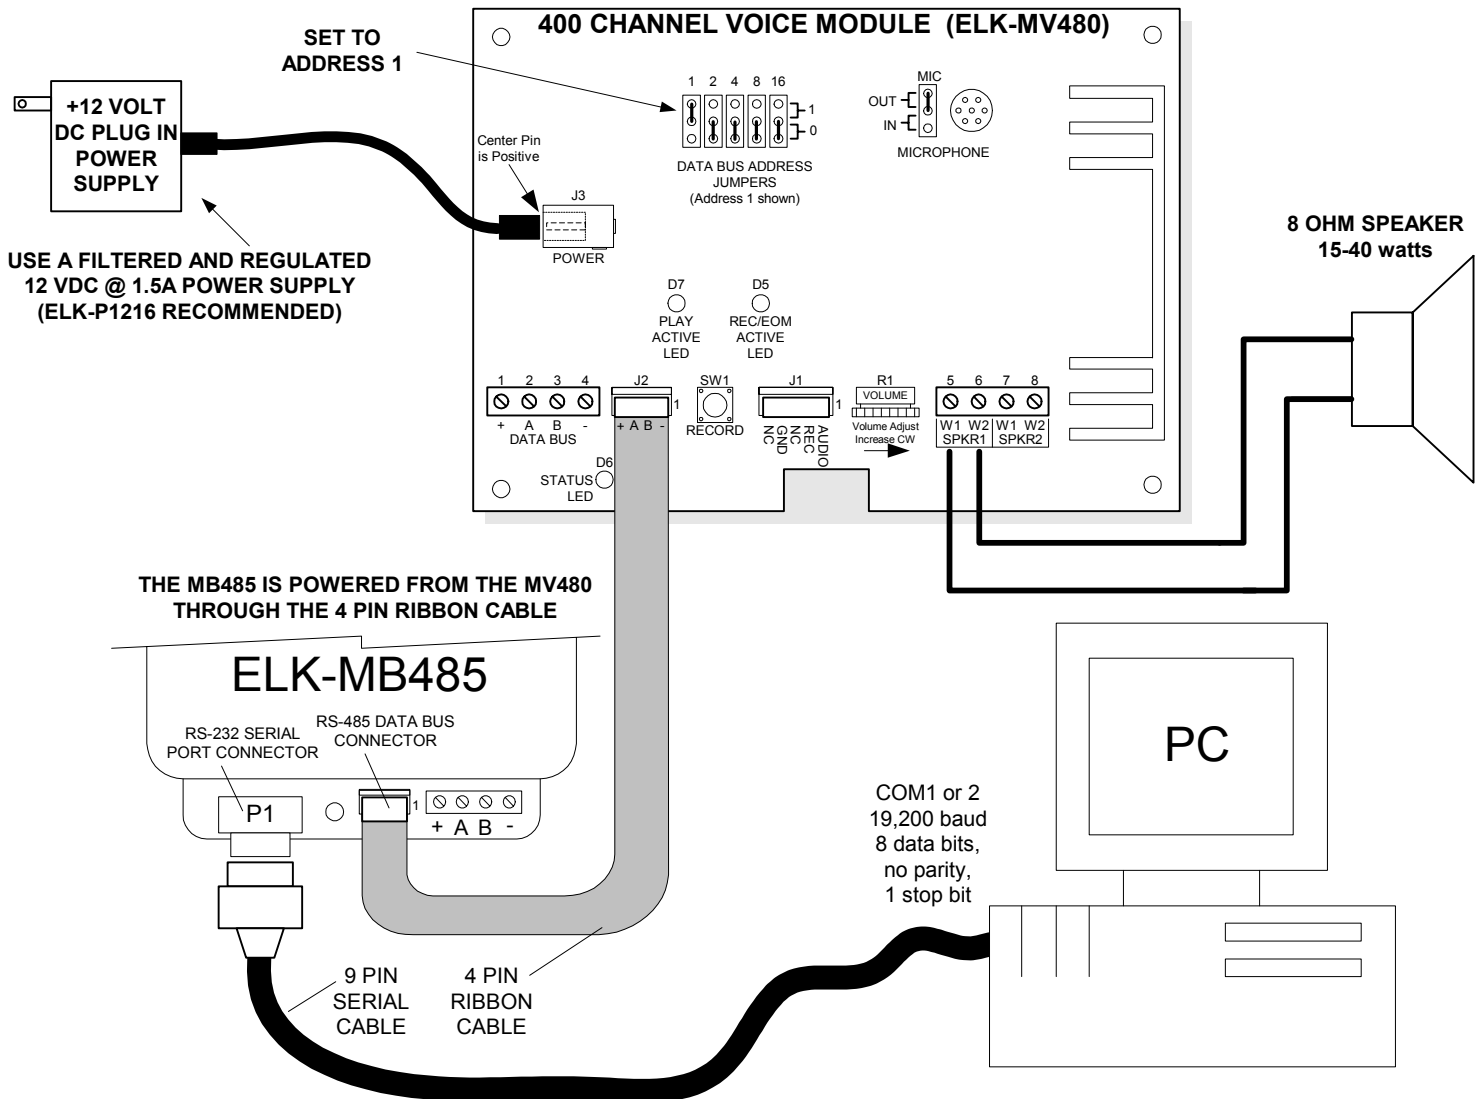 400 CHANNEL VOICE MODULE (ELK-MV480)
SET TO
ADDRESS 1
+12 VOLT
DC PLUG IN
POWER
SUPPLY
USE A FILTERED AND REGULATED
12 VDC @ 1.5A POWER SUPPLY
(ELK-P1216 RECOMMENDED)
Center Pin
is Positive
J3
POWER
1 2 4 8 16
1
0
DATA BUS ADDRESS
JUMPERS
(Address 1 shown)
MIC
OUT
IN
MICROPHONE
8 OHM SPEAKER
15-40 watts
D7
PLAY
ACTIVE
LED
D5
REC/EOM
ACTIVE
LED
1 2 3 4
+ A B -
DATA BUS
J2
1
+ A B -
SW1
RECORD
J1
1
NC
GND
NC
REC
AUDIO
R1
VOLUME
Volume Adjust
Increase CW
5 6 7 8
W1 W2 W1 W2
SPKR1 SPKR2
D6
STATUS
LED
THE MB485 IS POWERED FROM THE MV480
THROUGH THE 4 PIN RIBBON CABLE
ELK-MB485
RS-232 SERIAL
PORT CONNECTOR
RS-485 DATA BUS
CONNECTOR
P1
1
+ A B -
9 PIN
SERIAL
CABLE
4 PIN
RIBBON
CABLE
COM1 or 2
19,200 baud
8 data bits,
no parity,
1 stop bit
PC